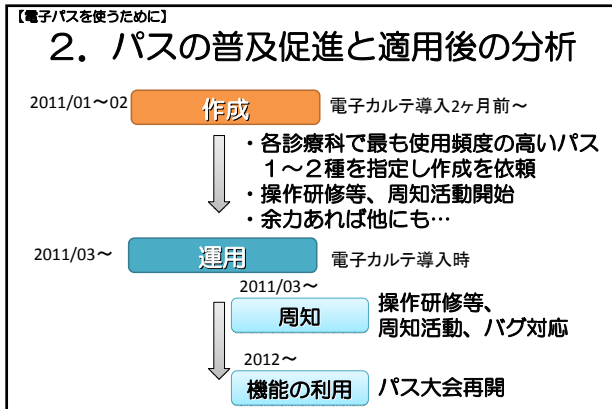 【電子パスを使うために】
２．パスの普及促進と適用後の分析
2011/01～02
作成
電子カルテ導入2ヶ月前～
・各診療科で最も使用頻度の高いパス
１～２種を指定し作成を依頼
・操作研修等、周知活動開始
・余力あれば他にも…
2011/03～
運用
電子カルテ導入時
2011/03～
周知
操作研修等、
周知活動、バグ対応
2012～
機能の利用
パス大会再開